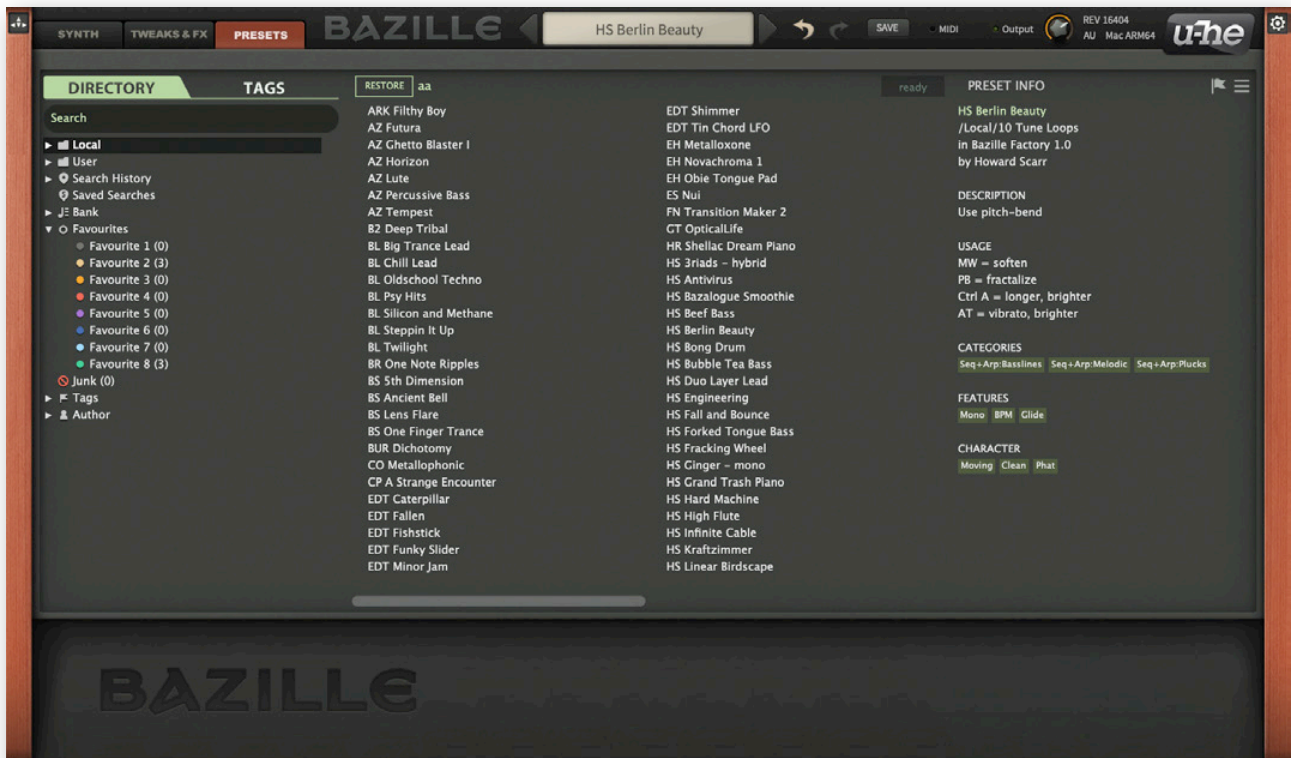 SYNTH
TWEAKS & FX
PRESETS
BAZILLE
HS Berlin Beauty
SAVE
MIDI
Output
REV 16404
AU Mac ARM64
u-he
DIRECTORY
TAGS
Search
Local
User
Search History
Saved Searches
Bank
Favourites
Favourite 1 (0)
Favourite 2 (3)
Favourite 3 (0)
Favourite 4 (0)
Favourite 5 (0)
Favourite 6 (0)
Favourite 7 (0)
Favourite 8 (3)
Junk (0)
Tags
Author
RESTORE aa
ready
ARK Filthy Boy
AZ Futura
AZ Ghetto Blaster I
AZ Horizon
AZ Lute
AZ Percussive Bass
AZ Tempest
B2 Deep Tribal
BL Big Trance Lead
BL Chill Lead
BL Oldschool Techno
BL Psy Hits
BL Silicon and Methane
BL Steppin It Up
BL Twilight
BR One Note Ripples
BS 5th Dimension
BS Ancient Bell
BS Lens Flare
BS One Finger Trance
BUR Dichotomy
CO Metallophonic
CP A Strange Encounter
EDT Caterpillar
EDT Fallen
EDT Fishstick
EDT Funky Slider
EDT Minor Jam
EDT Shimmer
EDT Tin Chord LFO
EH Metalloxone
EH Novachroma 1
EH Obie Tongue Pad
ES Nui
FN Transition Maker 2
GT OpticalLife
HR Shellac Dream Piano
HS 3riads - hybrid
HS Antivirus
HS Bazalogue Smoothie
HS Beef Bass
HS Berlin Beauty
HS Bong Drum
HS Bubble Tea Bass
HS Duo Layer Lead
HS Engineering
HS Fall and Bounce
HS Forked Tongue Bass
HS Fracking Wheel
HS Ginger - mono
HS Grand Trash Piano
HS Hard Machine
HS High Flute
HS Infinite Cable
HS Kraftzimmer
HS Linear Birdscape
PRESET INFO
HS Berlin Beauty
/Local/10 Tune Loops
in Bazille Factory 1.0
by Howard Scarr
DESCRIPTION
Use pitch-bend
USAGE
MW = soften
PB = fractalize
Ctrl A = longer, brighter
AT = vibrato, brighter
CATEGORIES
Seq+Arp:Basslines Seq+Arp:Melodic Seq+Arp:Plucks
FEATURES
Mono BPM Glide
CHARACTER
Moving Clean Phat
BAZILLE